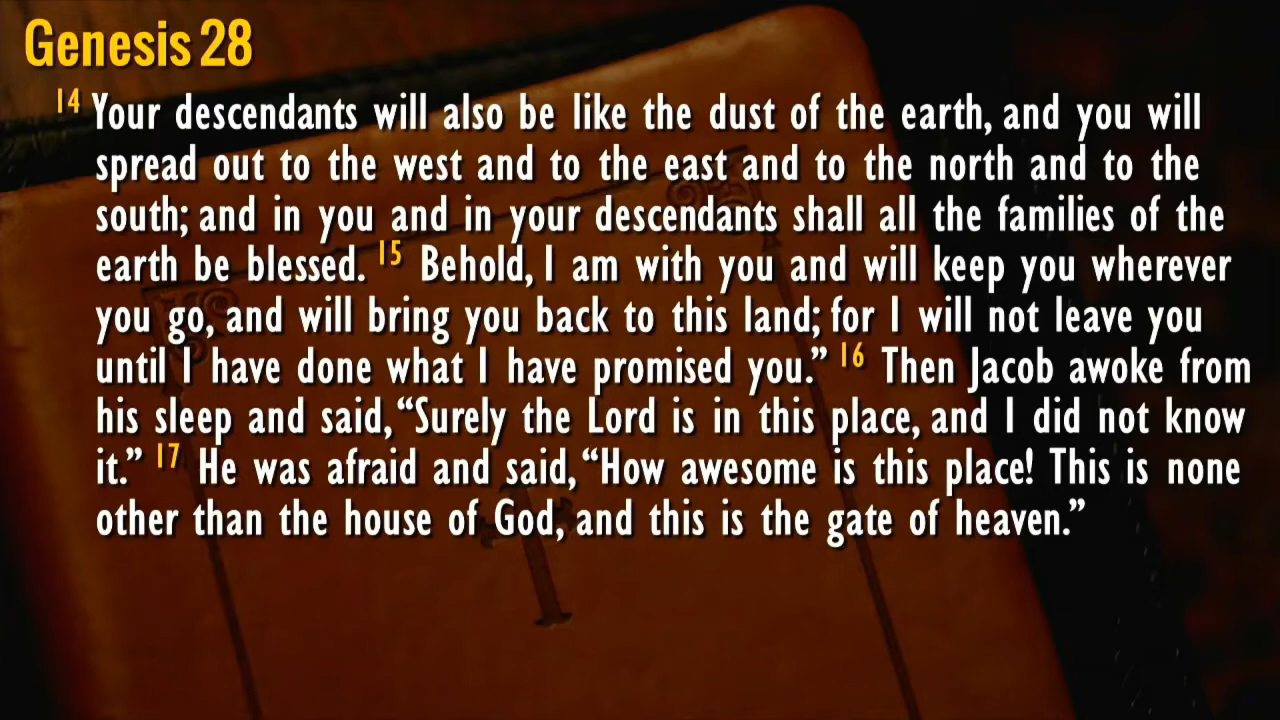 Genesis 28
14 Your descendants will also be like the dust of the earth, and you will
spread out to the west and to the east and to the north and to the
south; and in you and in your descendants shall all the families of the
earth be blessed. 15 Behold, I am with you and will keep you wherever
you go, and will bring you back to this land; for I will not leave you
until I have done what I have promised you.” 16 Then Jacob awoke from
his sleep and said, “Surely the Lord is in this place, and I did not know
it.” 17 He was afraid and said, “How awesome is this place! This is none
other than the house of God, and this is the gate of heaven.”